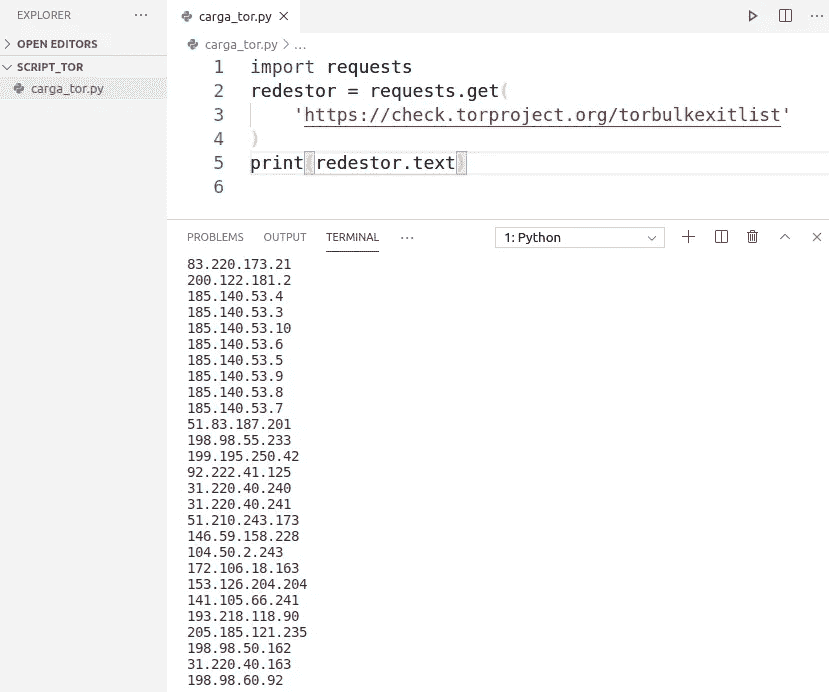 EXPLORER ...
OPEN EDITORS
SCRIPT_TOR
carga_tor.py
carga_tor.py
carga_tor.py > ...
1 import requests
2 redestor = requests.get(
3 'https://check.torproject.org/torbulkexitlist'
4 )
5 print(redestor.text)
6
PROBLEMS OUTPUT TERMINAL ... 1: Python
83.220.173.21
200.122.181.2
185.140.53.4
185.140.53.3
185.140.53.10
185.140.53.6
185.140.53.5
185.140.53.9
185.140.53.8
185.140.53.7
51.83.187.201
198.98.55.233
199.195.250.42
92.222.41.125
31.220.40.240
31.220.40.241
51.210.243.173
146.59.158.228
104.50.2.243
172.106.18.163
153.126.204.204
141.105.66.241
193.218.118.90
205.185.121.235
198.98.50.162
31.220.40.163
198.98.60.92